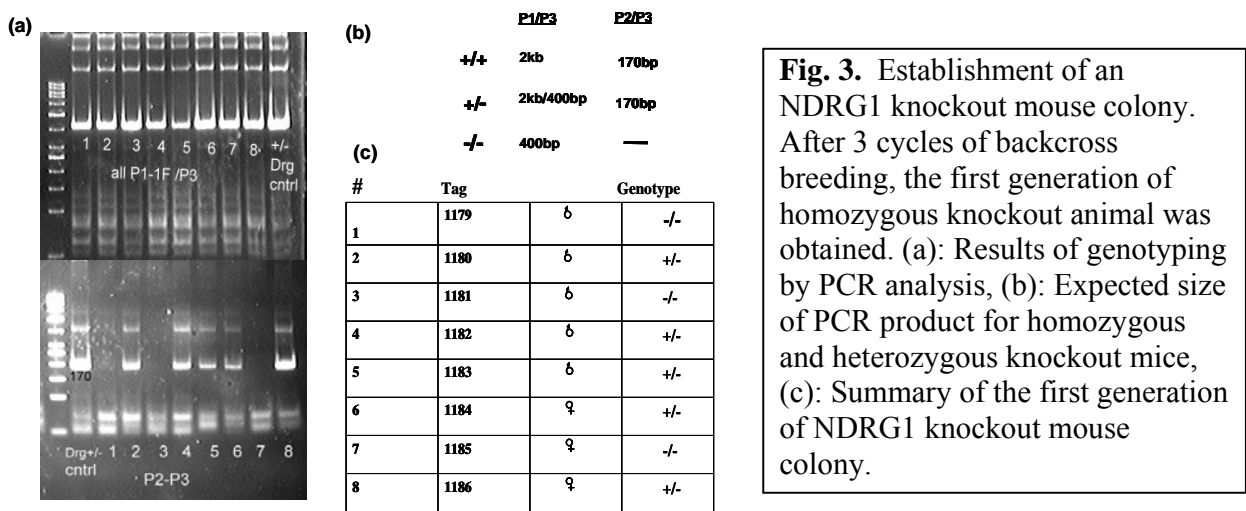 (a)
1 2 3 4 5 6 7 8 +/-
Drg
cntrl
all P1-1F /P3
170
Drg+/- 1 2 3 4 5 6 7 8
cntrl
P2-P3
(b)
P1/P3 P2/P3
+/+ 2kb 170bp
+/- 2kb/400bp 170bp
-/- 400bp —
(c)
# Tag Genotype
1 1179 ♂ -/-
2 1180 ♂ +/-
3 1181 ♂ -/-
4 1182 ♂ +/-
5 1183 ♂ +/-
6 1184 ♀ +/-
7 1185 ♀ -/-
8 1186 ♀ +/-
Fig. 3. Establishment of an
NDRG1 knockout mouse colony.
After 3 cycles of backcross
breeding, the first generation of
homozygous knockout animal was
obtained. (a): Results of genotyping
by PCR analysis, (b): Expected size
of PCR product for homozygous
and heterozygous knockout mice,
(c): Summary of the first generation
of NDRG1 knockout mouse
colony.